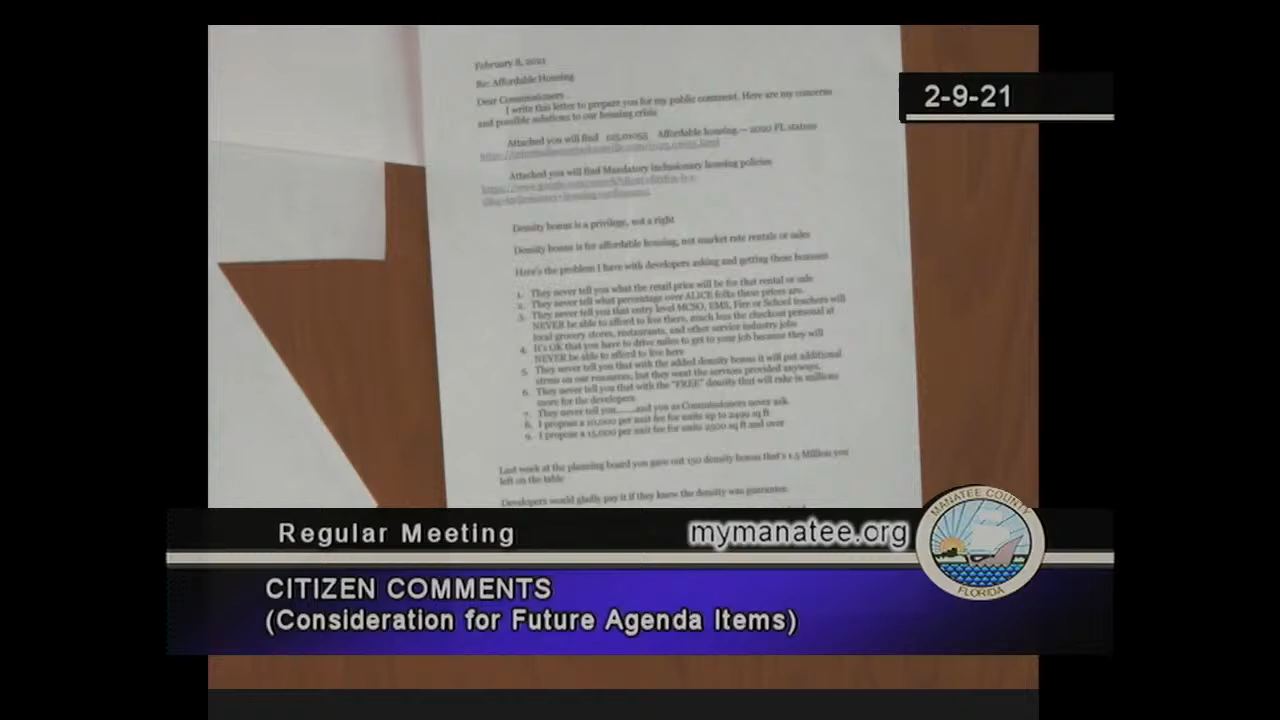 February 8, 2021
Re: Affordable Housing
Dear Commissioners
I write this letter to prepare you for my public comment. Here are my concerns
and possible solutions to our housing crisis
Attached you will find 125.01055 Affordable housing.— 2020 FL statues
Attached you will find Mandatory inclusionary housing policies
Density bonus is a privilege, not a right
Density bonus is for affordable housing, not market rate rentals or sales
Here's the problem I have with developers asking and getting these bonuses
1. They never tell you what the retail price will be for that rental or sale
2. They never tell what percentage over ALICE folks these prices are.
3. They never tell you that entry level MCSO, EMS, Fire or School teachers will
NEVER be able to afford to live there, much less the checkout personal at
local grocery stores, restaurants, and other service industry jobs
4. It's OK that you have to drive miles to get to your job because they will
NEVER be able to afford to live here
5. They never tell you that with the added density bonus it will put additional
stress on our resources, but they want the services provided anyways.
6. They never tell you that with the "FREE" density that will rake in millions
more for the developers
7. They never tell you......and you as Commissioners never ask
8. I propose a 10,000 per unit fee for units up to 2499 sq ft
9. I propose a 15,000 per unit fee for units 2500 sq ft and over
Last week at the planning board you gave out 150 density bonus that's 1.5 Million you
left on the table
Developers would gladly pay it if they knew the density was guarantee.
2-9-21
Regular Meeting
mymanatee.org
MANATEE COUNTY
FLORIDA
CITIZEN COMMENTS
(Consideration for Future Agenda Items)